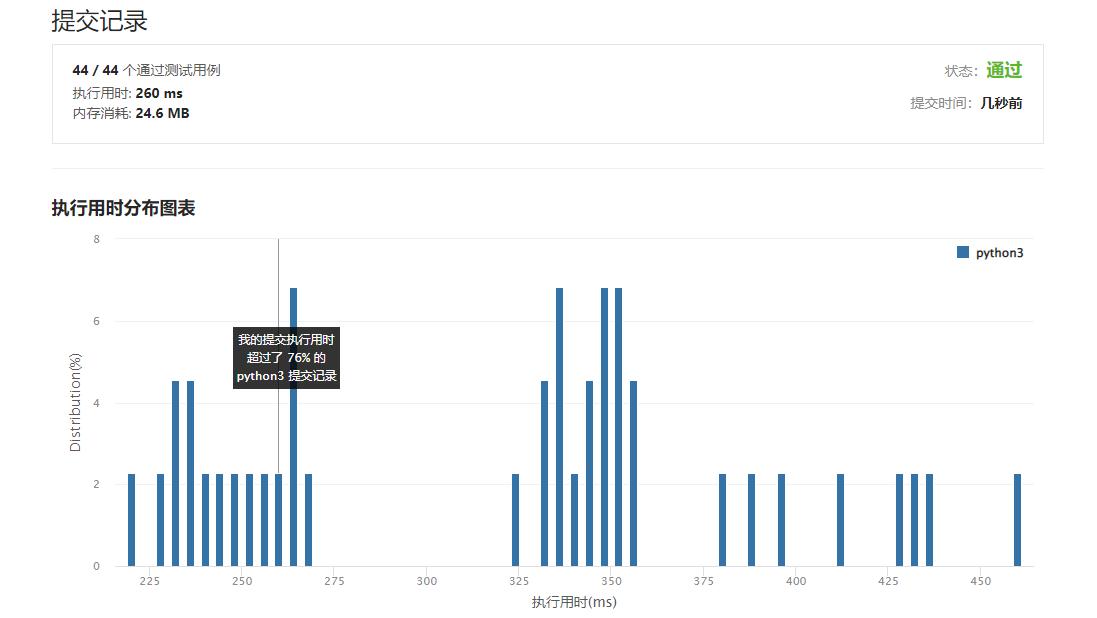 提交记录
44 / 44 个通过测试用例
状态：通过
执行用时: 260 ms
提交时间：几秒前
内存消耗: 24.6 MB
执行用时分布图表
python3
8
6
4
2
0
Distribution(%)
我的提交执行用时
超过了 76% 的
python3 提交记录
225 250 275 300 325 350 375 400 425 450
执行用时(ms)